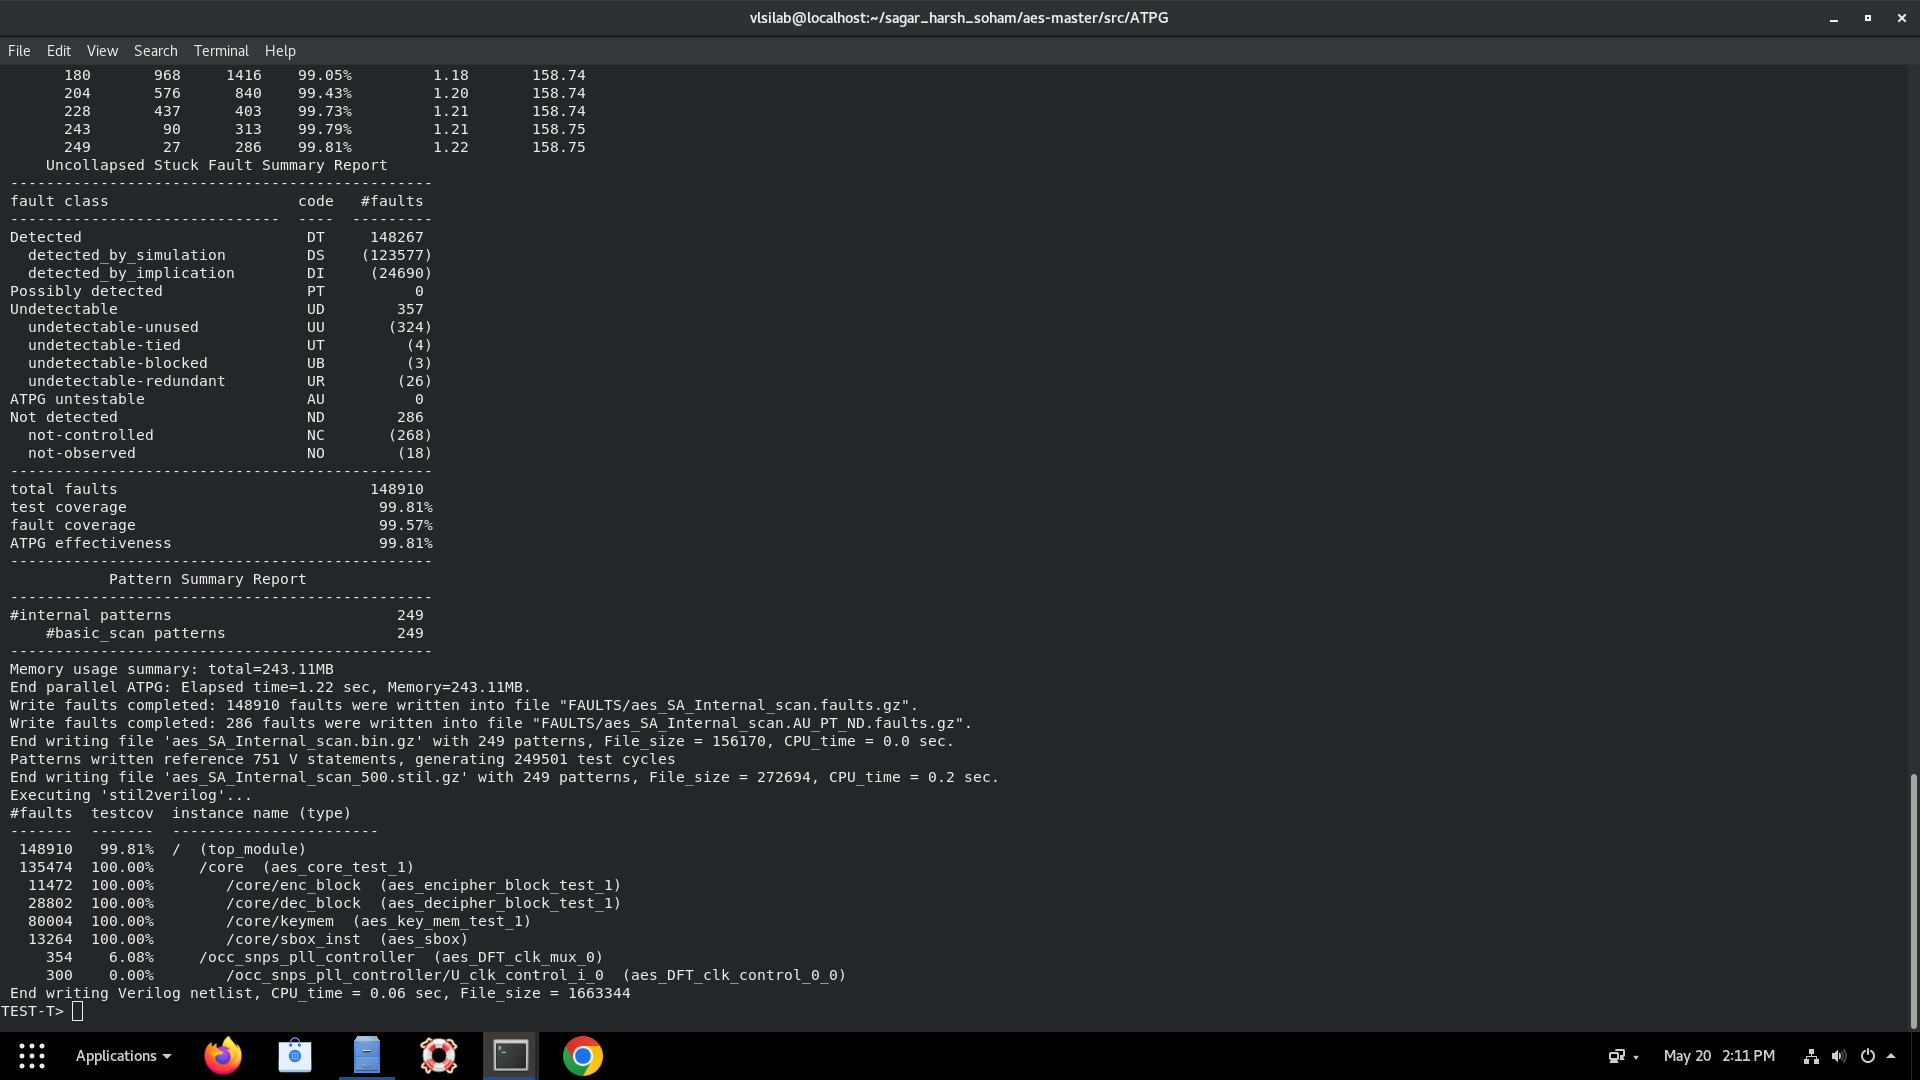 vlsilab@localhost:~/sagar_harsh_soham/aes-master/src/ATPG
File Edit View Search Terminal Help
180 968 1416 99.05% 1.18 158.74
204 576 840 99.43% 1.20 158.74
228 437 403 99.73% 1.21 158.74
243 90 313 99.79% 1.21 158.75
249 27 286 99.81% 1.22 158.75
Uncollapsed Stuck Fault Summary Report
-----------------------------------------------
fault class code #faults
------------------------------ ---- ---------
Detected DT 148267
detected_by_simulation DS (123577)
detected_by_implication DI (24690)
Possibly detected PT 0
Undetectable UD 357
undetectable-unused UU (324)
undetectable-tied UT (4)
undetectable-blocked UB (3)
undetectable-redundant UR (26)
ATPG untestable AU 0
Not detected ND 286
not-controlled NC (268)
not-observed NO (18)
-----------------------------------------------
total faults 148910
test coverage 99.81%
fault coverage 99.57%
ATPG effectiveness 99.81%
-----------------------------------------------
Pattern Summary Report
-----------------------------------------------
#internal patterns 249
#basic_scan patterns 249
-----------------------------------------------
Memory usage summary: total=243.11MB
End parallel ATPG: Elapsed time=1.22 sec, Memory=243.11MB.
Write faults completed: 148910 faults were written into file "FAULTS/aes_SA_Internal_scan.faults.gz".
Write faults completed: 286 faults were written into file "FAULTS/aes_SA_Internal_scan.AU_PT_ND.faults.gz".
End writing file 'aes_SA_Internal_scan.bin.gz' with 249 patterns, File_size = 156170, CPU_time = 0.0 sec.
Patterns written reference 751 V statements, generating 249501 test cycles
End writing file 'aes_SA_Internal_scan_500.stil.gz' with 249 patterns, File_size = 272694, CPU_time = 0.2 sec.
Executing 'stil2verilog'...
#faults testcov instance name (type)
------- ------- -----------------------
148910 99.81% / (top_module)
135474 100.00% /core (aes_core_test_1)
11472 100.00% /core/enc_block (aes_encipher_block_test_1)
28802 100.00% /core/dec_block (aes_decipher_block_test_1)
80004 100.00% /core/keymem (aes_key_mem_test_1)
13264 100.00% /core/sbox_inst (aes_sbox)
354 6.08% /occ_snps_pll_controller (aes_DFT_clk_mux_0)
300 0.00% /occ_snps_pll_controller/U_clk_control_i_0 (aes_DFT_clk_control_0_0)
End writing Verilog netlist, CPU_time = 0.06 sec, File_size = 1663344
TEST-T>
Applications May 20 2:11 PM